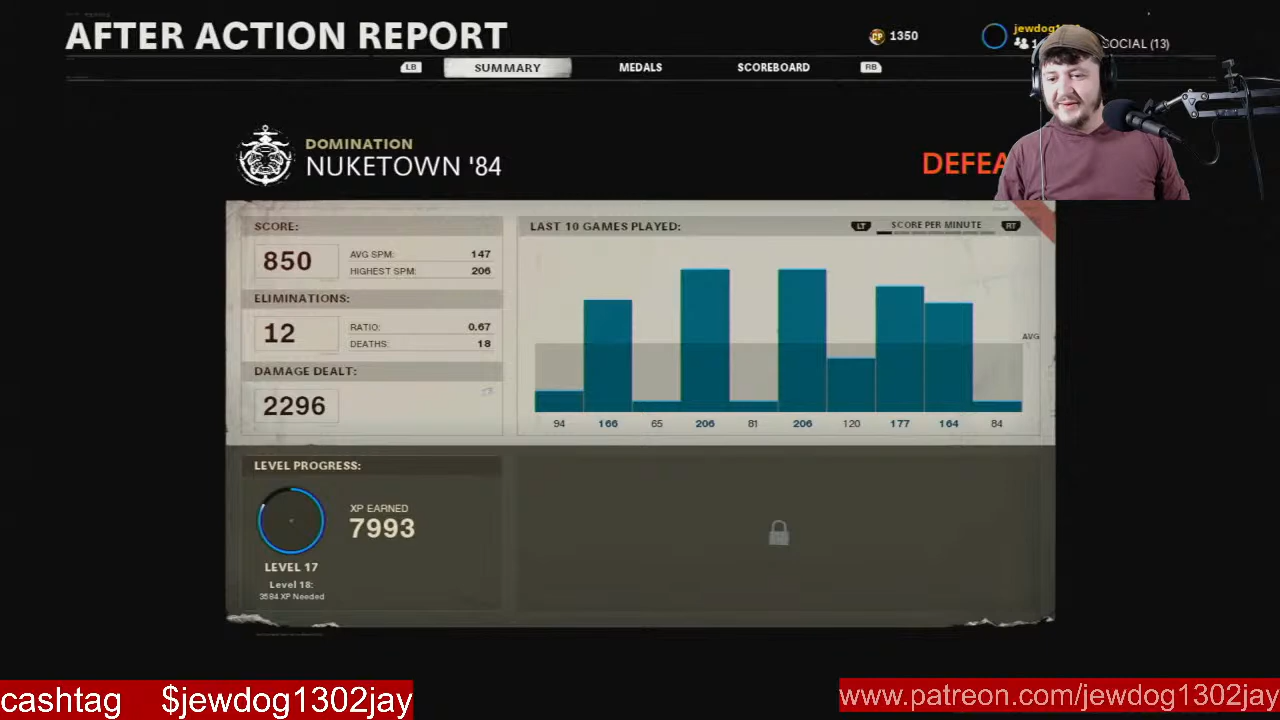 AFTER ACTION REPORT
1350
LB
SUMMARY
MEDALS
SCOREBOARD
RB
SOCIAL (13)
DOMINATION
NUKETOWN '84
SCORE:
850
AVG SPM: 147
HIGHEST SPM: 206
ELIMINATIONS:
12
RATIO: 0.67
DEATHS: 18
DAMAGE DEALT:
2296
LAST 10 GAMES PLAYED:
LT SCORE PER MINUTE RT
AVG
94 166 65 206 81 206 120 177 164 84
LEVEL PROGRESS:
XP EARNED
7993
LEVEL 17
Level 18:
3584 XP Needed
cashtag $jewdog1302jay
www.patreon.com/jewdog1302jay